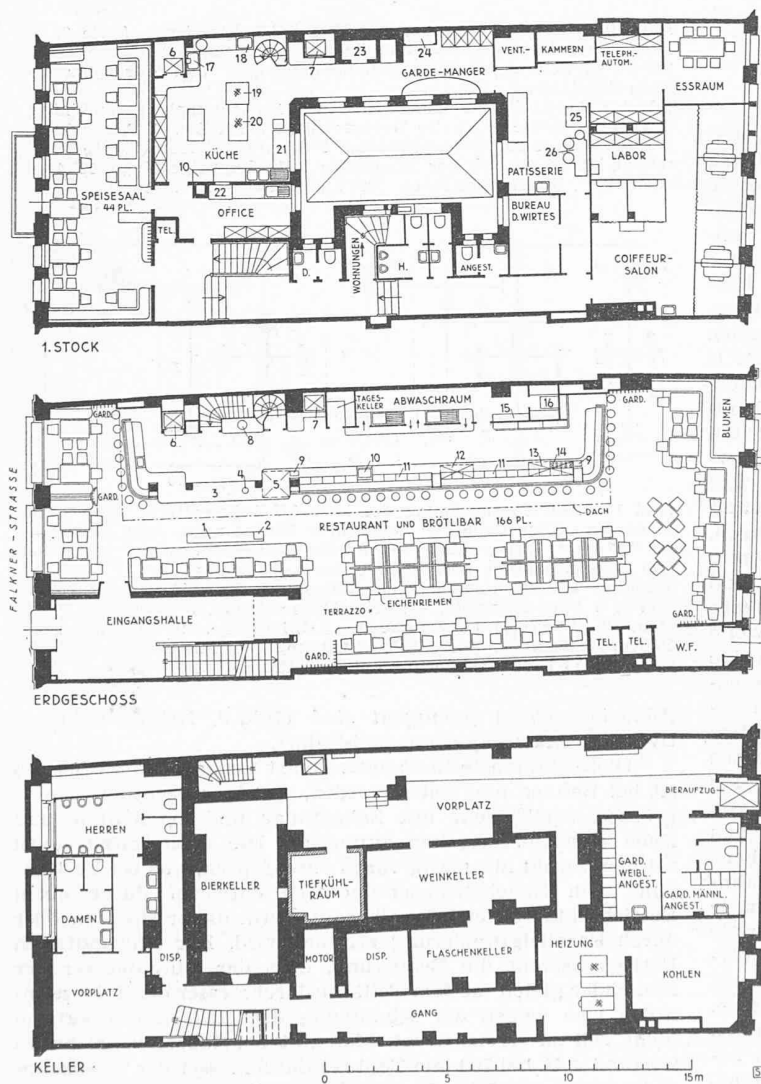 6
17
18
7
23
24
VENT.-
KAMMERN
TELEPH.-
AUTOM.
ESSRAUM
GARDE-MANGER
19
20
21
25
26
KÜCHE
LABOR
10
PATISSERIE
SPEISESAAL
44 PL.
22
OFFICE
BUREAU
D. WIRTES
TEL.
WOHNUNGEN
D.
H.
ANGEST.
COIFFEUR-
SALON
1. STOCK
GARD.
6
8
7
TAGES-
KELLER
ABWASCHRAUM
15
16
GARD.
BLUMEN
FALKNER-STRASSE
GARD.
3
4
5
9
10
11
12
11
13
14
9
DACH
1
2
RESTAURANT UND BRÖTLIBAR 166 PL.
EICHENRIEMEN
TERRAZZO
EINGANGSHALLE
GARD.
TEL.
TEL.
GARD.
W.F.
ERDGESCHOSS
BIERAUFZUG
HERREN
VORPLATZ
BIERKELLER
TIEFKÜHL-
RAUM
WEINKELLER
GARD.
WEIBL.
ANGEST.
GARD. MÄNNL.
ANGEST.
DAMEN
DISP.
MOTOR
DISP.
FLASCHENKELLER
HEIZUNG
KOHLEN
VORPLATZ
GANG
KELLER
0
5
10
15 m